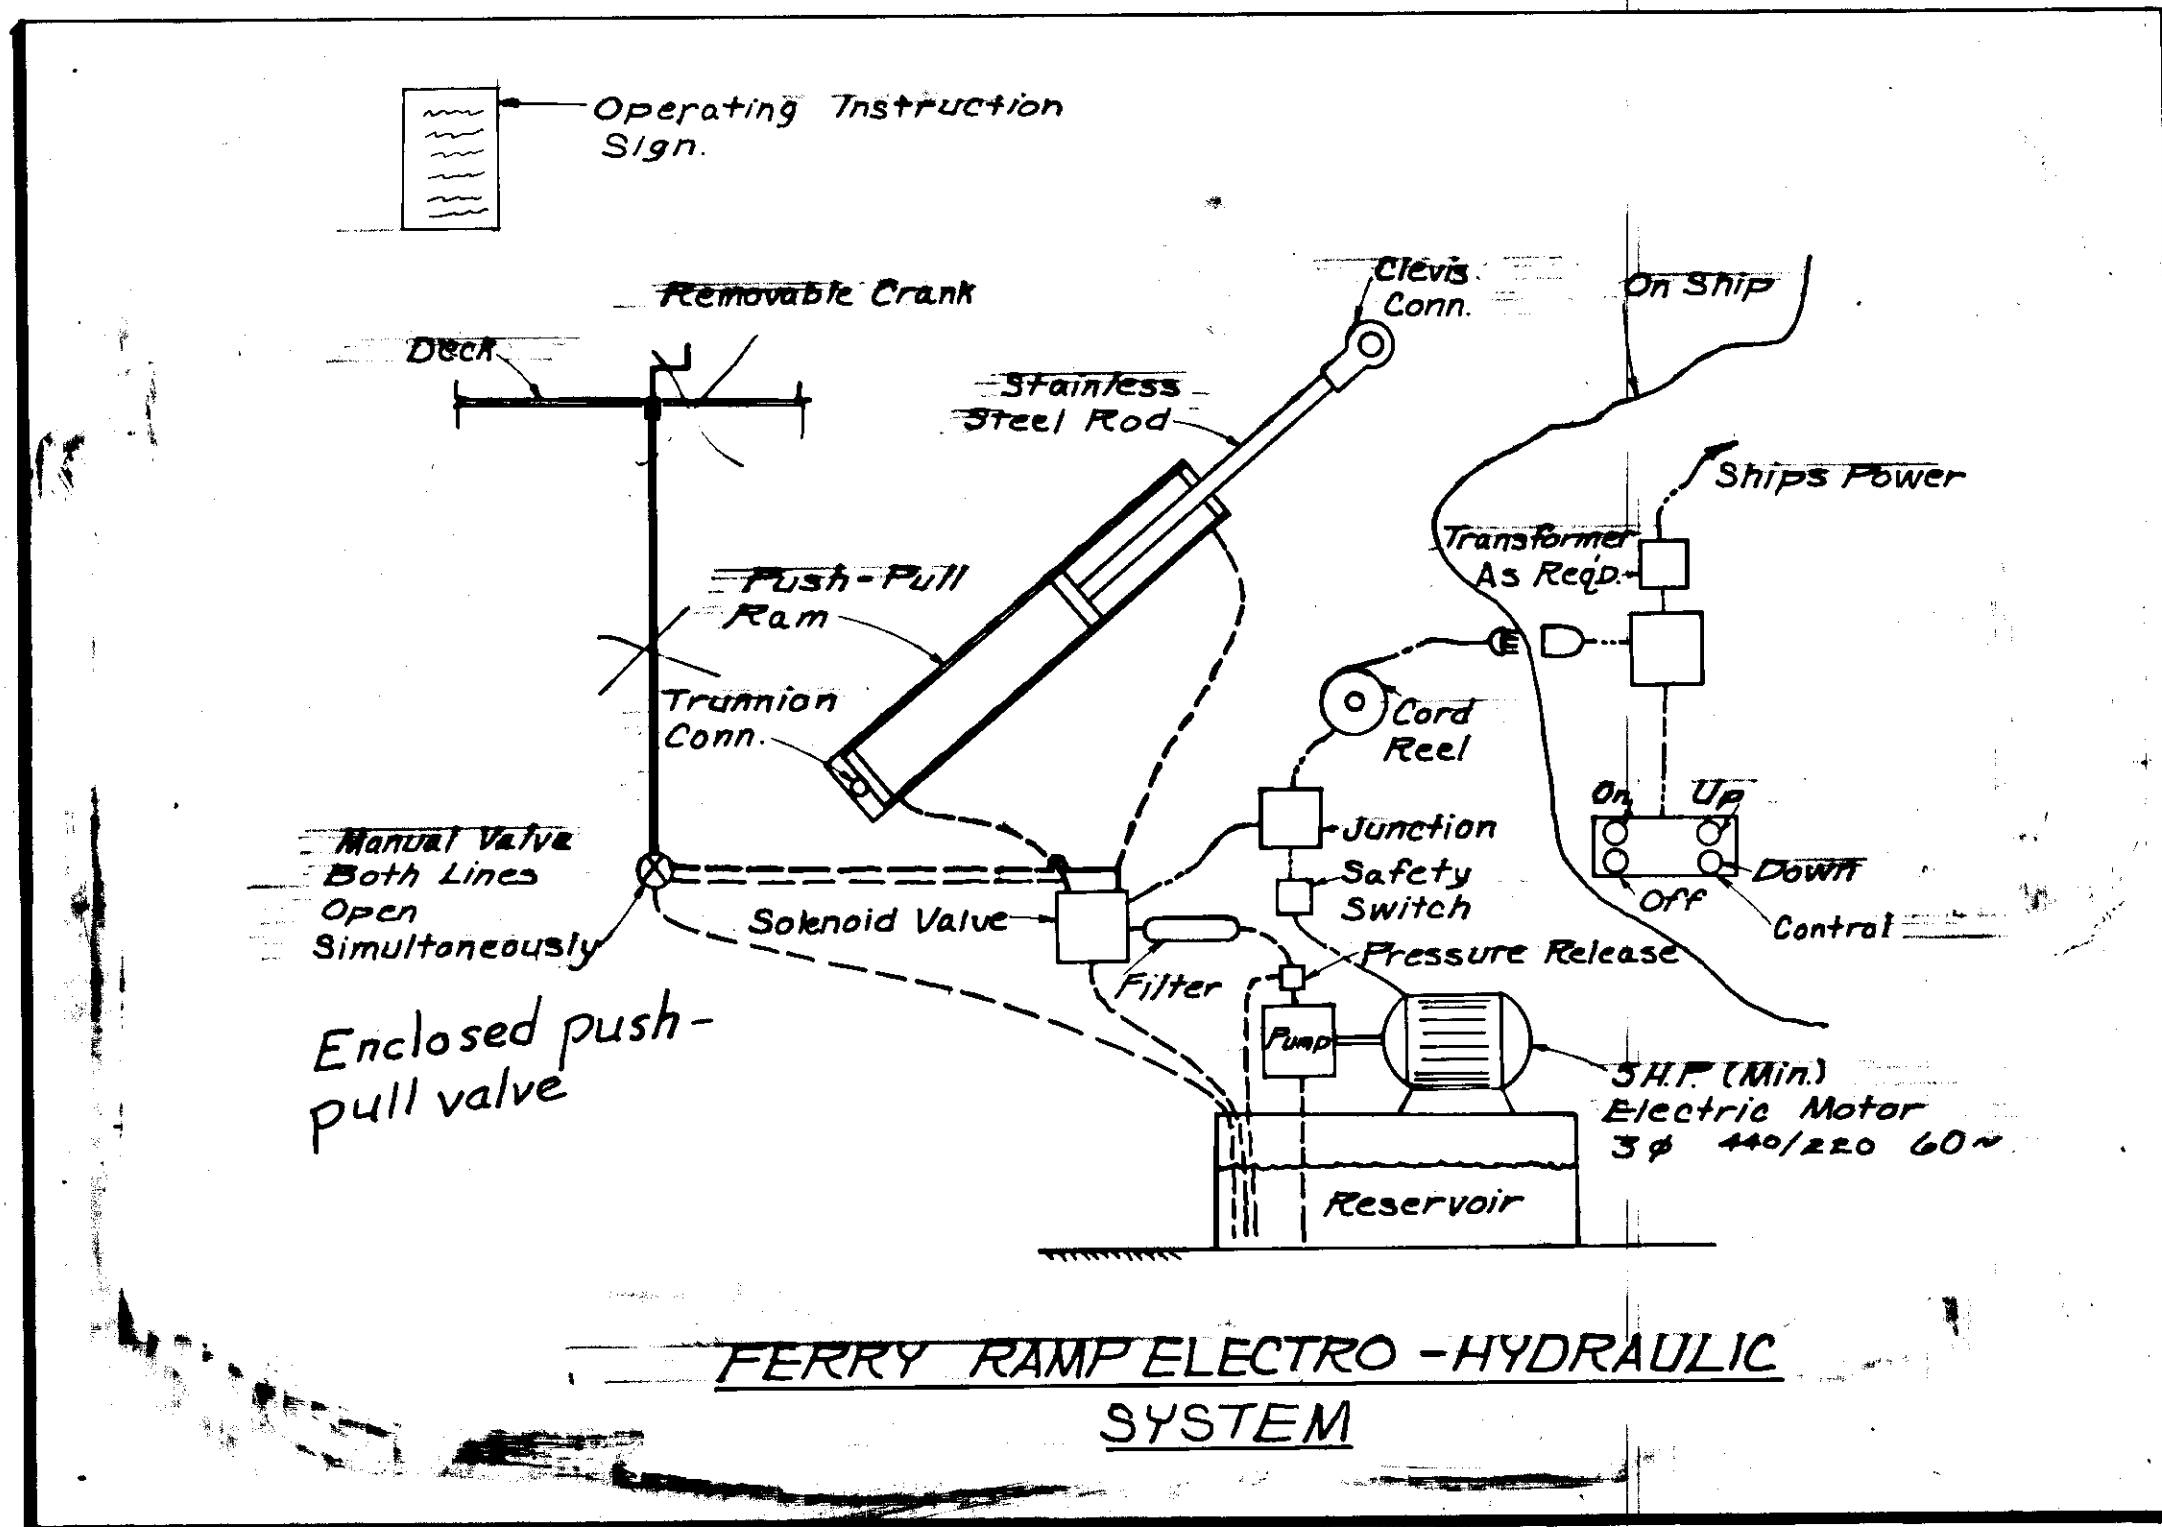 Operating Instruction
Sign.
Removable Crank
Deck
Clevis
Conn.
On Ship
Stainless
Steel Rod
Ships Power
Transformer
As Req'D.
Push-Pull
Ram
Trunnion
Conn.
Cord
Reel
On
Up
Manual Valve
Both Lines
Open
Simultaneously
Junction
Safety
Switch
Down
Off
Control
Solenoid Valve
Filter
Pressure Release
Enclosed push-
pull valve
Pump
H.P. (Min.)
Electric Motor
3 φ 440/220 60~
Reservoir
FERRY RAMP ELECTRO-HYDRAULIC
SYSTEM